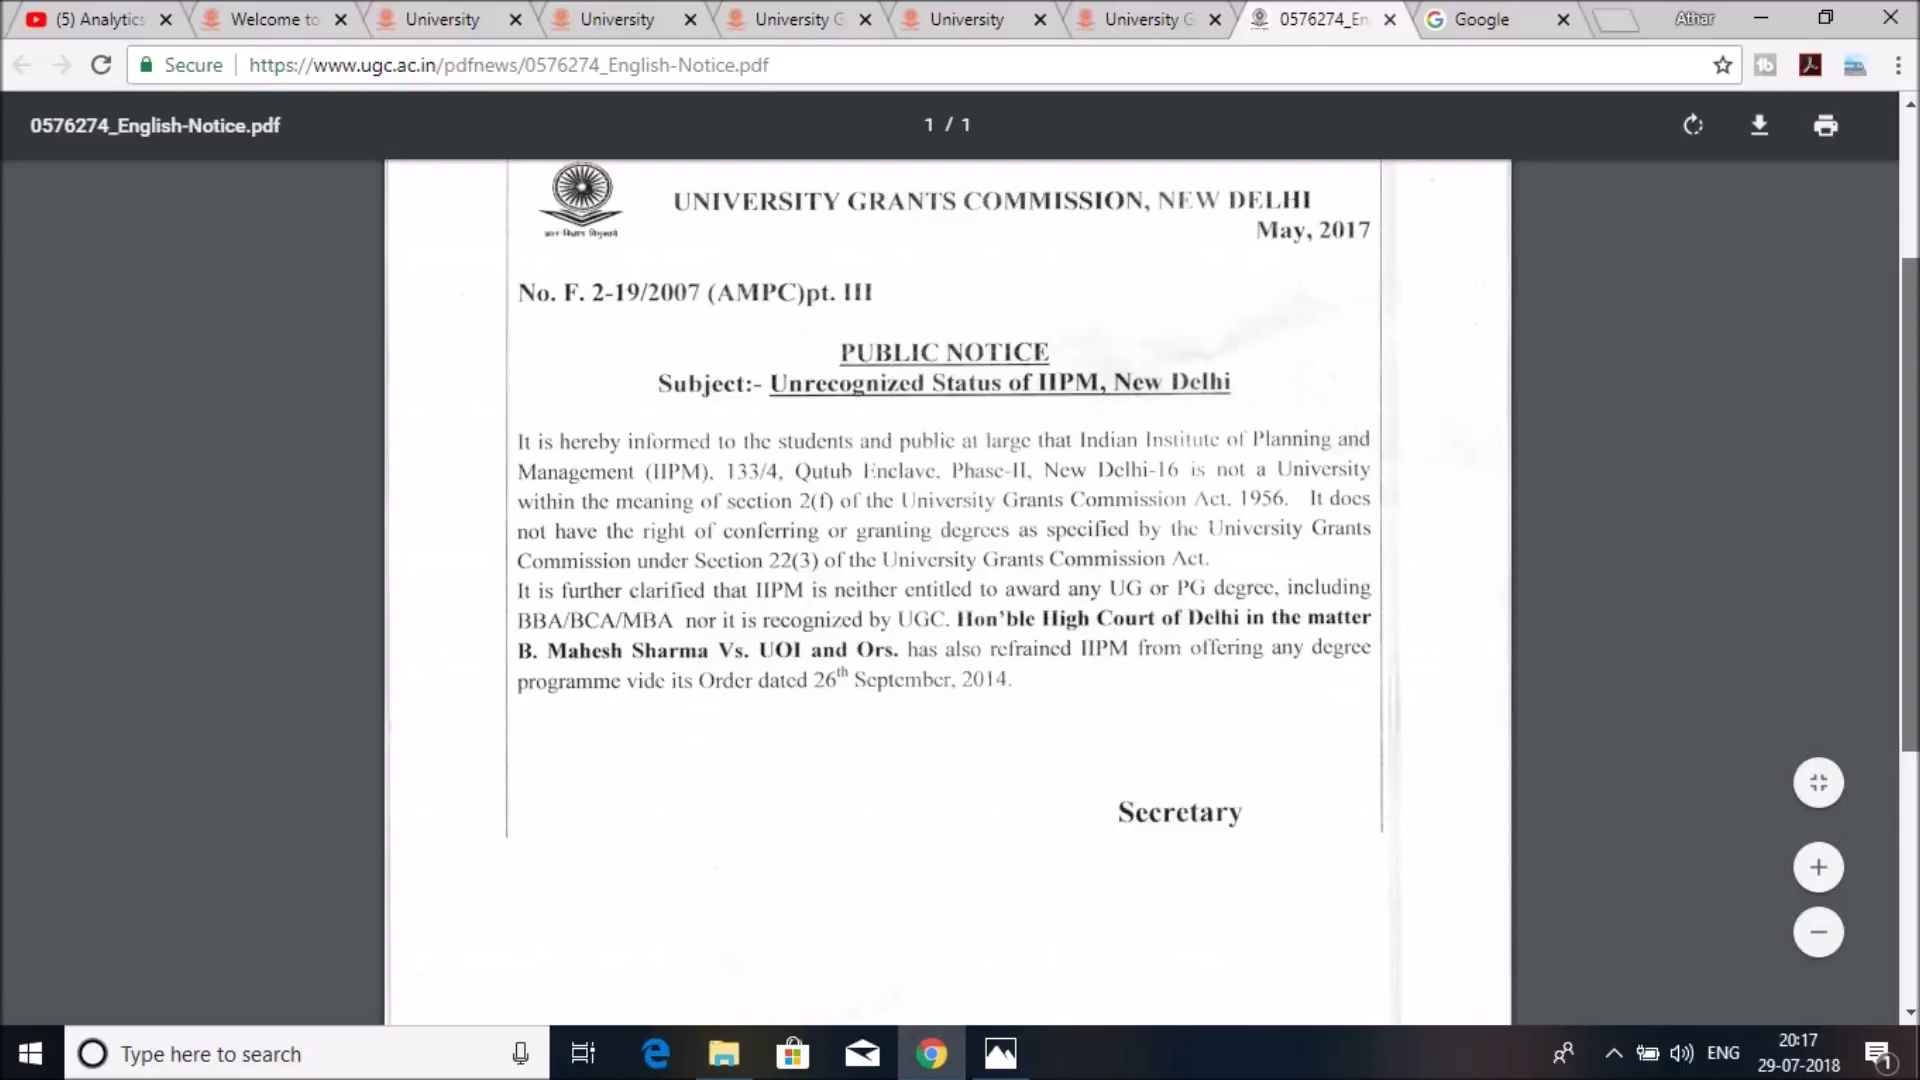 (5) Analytics
Welcome to
University
University
University G
University
University G
0576274_En
Google
Athar
Secure
https://www.ugc.ac.in/pdfnews/0576274_English-Notice.pdf
0576274_English-Notice.pdf
1 / 1
UNIVERSITY GRANTS COMMISSION, NEW DELHI
May, 2017
No. F. 2-19/2007 (AMPC)pt. III
PUBLIC NOTICE
Subject:- Unrecognized Status of IIPM, New Delhi
It is hereby informed to the students and public at large that Indian Institute of Planning and
Management (IIPM), 133/4, Qutub Enclave, Phase-II, New Delhi-16 is not a University
within the meaning of section 2(f) of the University Grants Commission Act, 1956. It does
not have the right of conferring or granting degrees as specified by the University Grants
Commission under Section 22(3) of the University Grants Commission Act.
It is further clarified that IIPM is neither entitled to award any UG or PG degree, including
BBA/BCA/MBA nor it is recognized by UGC. Hon'ble High Court of Delhi in the matter
B. Mahesh Sharma Vs. UOI and Ors. has also refrained IIPM from offering any degree
programme vide its Order dated 26th September, 2014.
Secretary
Type here to search
ENG
20:17
29-07-2018
1